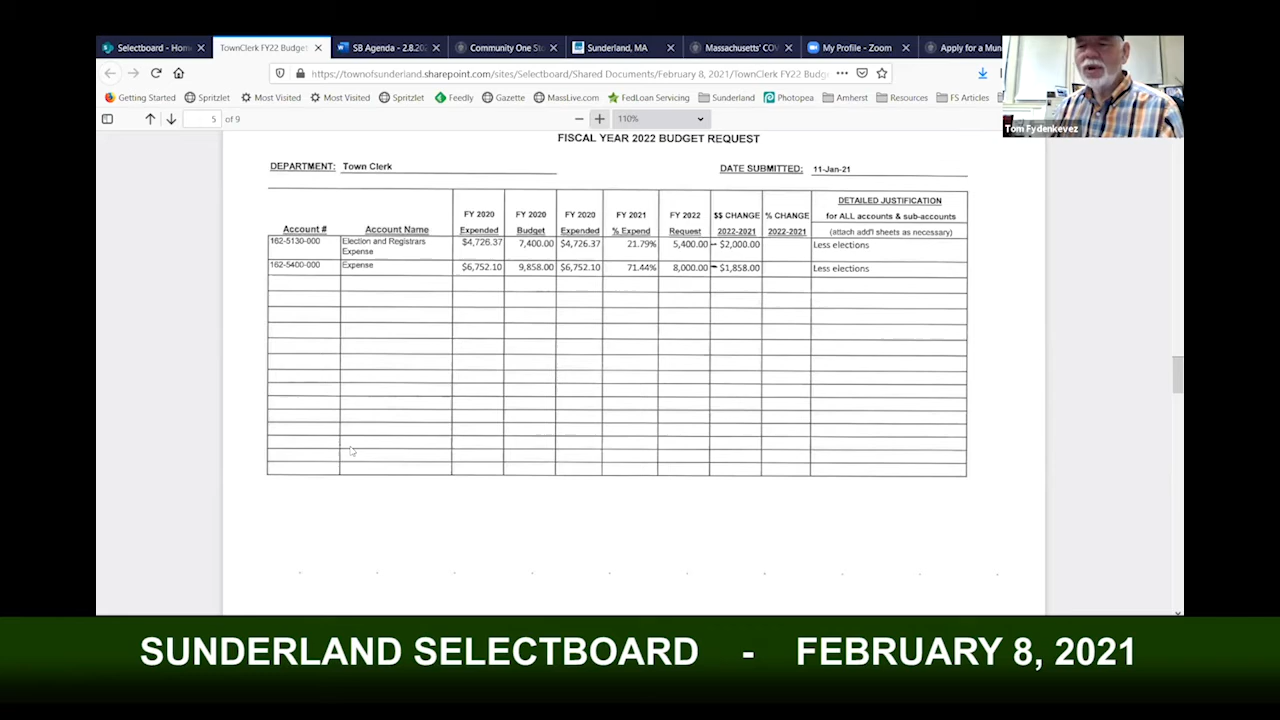 Selectboard - Hom
TownClerk FY22 Budget
SB Agenda - 2.8.202
Community One Sto
Sunderland, MA
Massachusetts' COV
My Profile - Zoom
Apply for a Mun
https://townofsunderland.sharepoint.com/sites/Selectboard/Shared Documents/February 8, 2021/TownClerk FY22 Budg
Getting Started
Spritzlet
Most Visited
Most Visited
Spritzlet
Feedly
Gazette
MassLive.com
FedLoan Servicing
Sunderland
Photopea
Amherst
Resources
FS Articles
5 of 9
110%
Tom Fydenkevez
FISCAL YEAR 2022 BUDGET REQUEST
DEPARTMENT: Town Clerk
DATE SUBMITTED: 11-Jan-21
Account # Account Name FY 2020 Expended FY 2020 Budget FY 2020 Expended FY 2021 % Expend FY 2022 Request $$ CHANGE 2022-2021 % CHANGE 2022-2021 DETAILED JUSTIFICATION for ALL accounts & sub-accounts (attach add'l sheets as necessary)
162-5130-000 Election and Registrars Expense $4,726.37 7,400.00 $4,726.37 21.79% 5,400.00 - $2,000.00 Less elections
162-5400-000 Expense $6,752.10 9,858.00 $6,752.10 71.44% 8,000.00 - $1,858.00 Less elections
SUNDERLAND SELECTBOARD - FEBRUARY 8, 2021